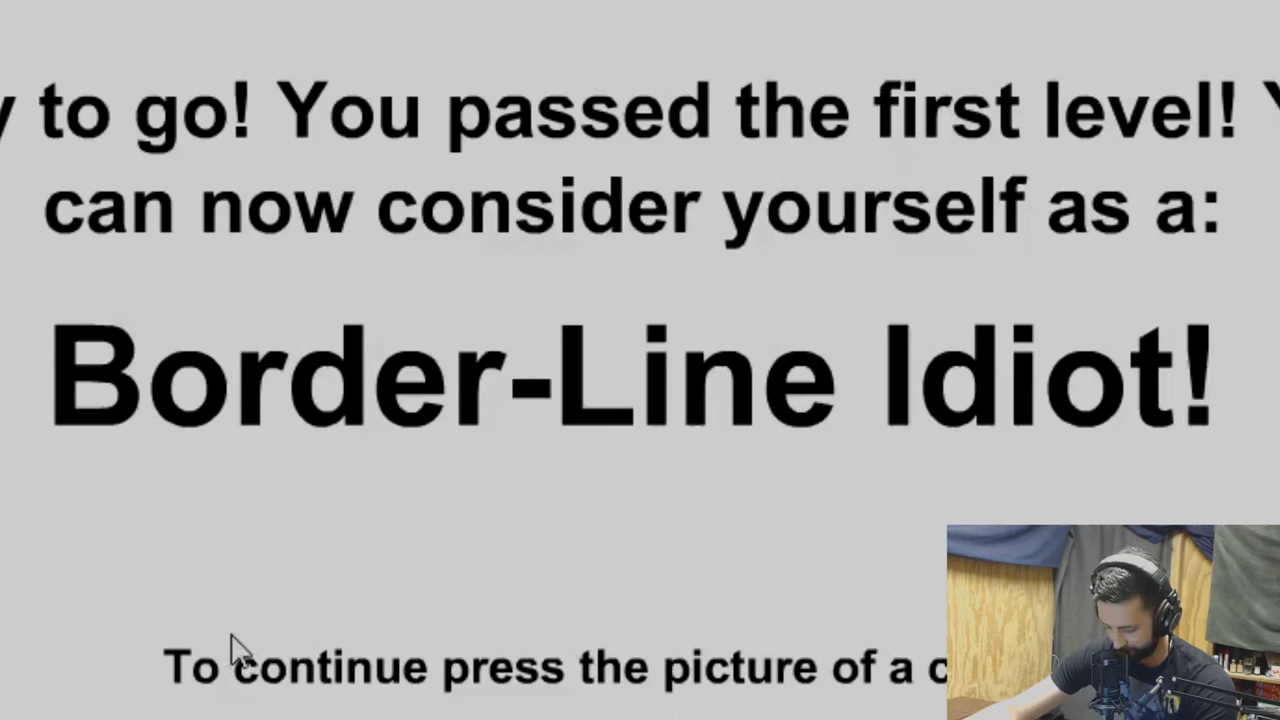 to go! You passed the first level!
can now consider yourself as a:
Border-Line Idiot!
To continue press the picture of a